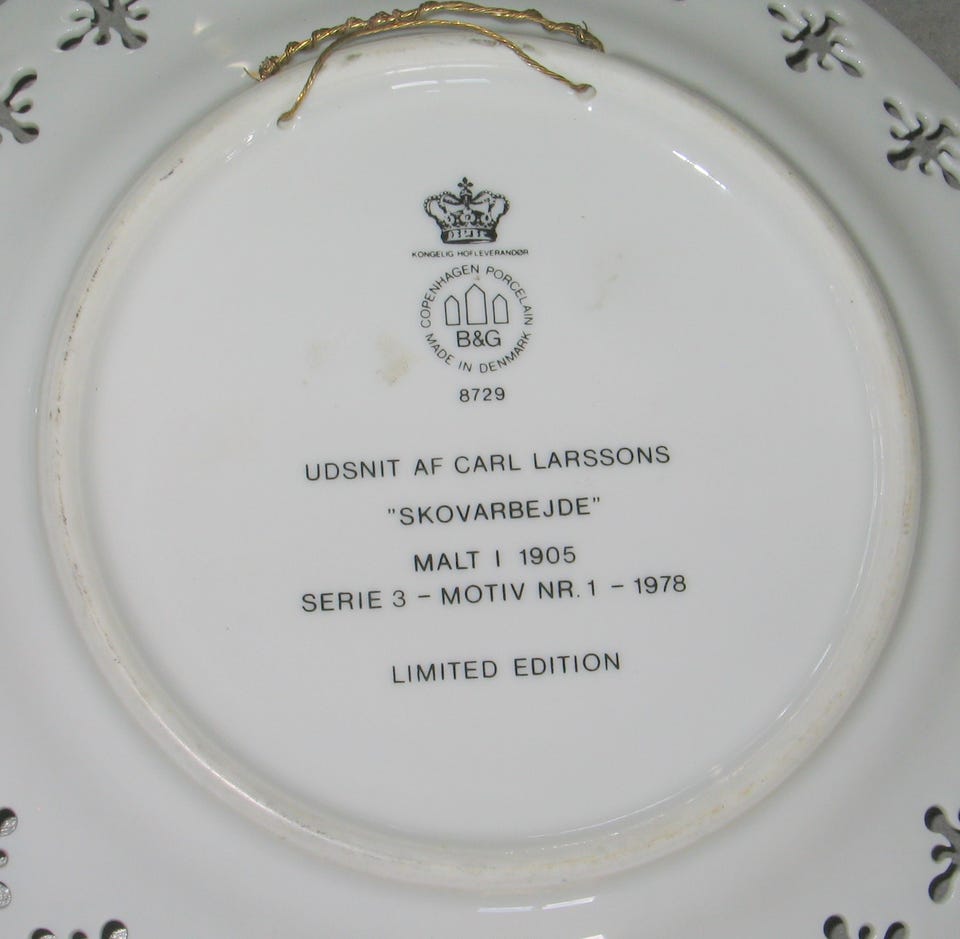 KONGELIG HOFLEVERANDØR
COPENHAGEN PORCELAIN
B&G
MADE IN DENMARK
8729
UDSNIT AF CARL LARSSONS
"SKOVARBEJDE"
MALT I 1905
SERIE 3 – MOTIV NR. 1 – 1978
LIMITED EDITION